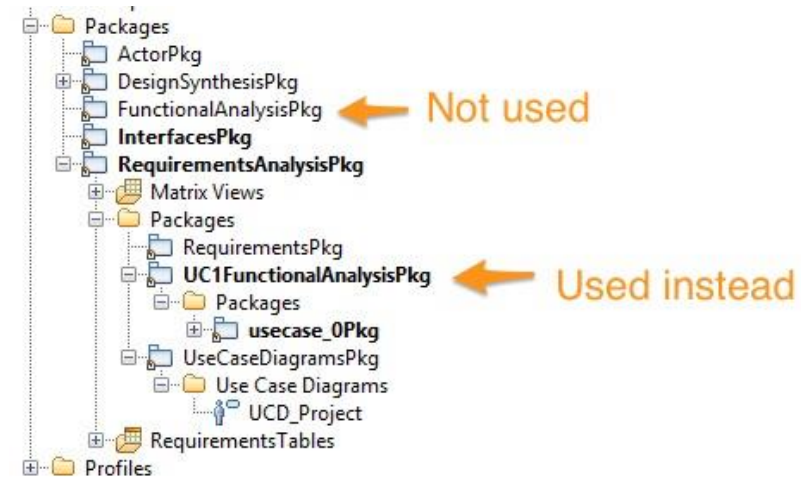 Packages
ActorPkg
DesignSynthesisPkg
FunctionalAnalysisPkg Not used
InterfacesPkg
RequirementsAnalysisPkg
Matrix Views
Packages
RequirementsPkg
UC1FunctionalAnalysisPkg Used instead
Packages
usecase_0Pkg
UseCaseDiagramsPkg
Use Case Diagrams
UCD_Project
RequirementsTables
Profiles